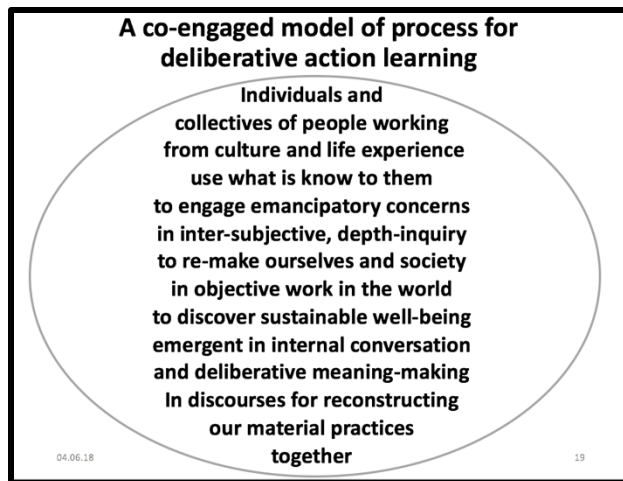 A co-engaged model of process for
deliberative action learning
Individuals and
collectives of people working
from culture and life experience
use what is know to them
to engage emancipatory concerns
in inter-subjective, depth-inquiry
to re-make ourselves and society
in objective work in the world
to discover sustainable well-being
emergent in internal conversation
and deliberative meaning-making
In discourses for reconstructing
our material practices
together
04.06.18
19